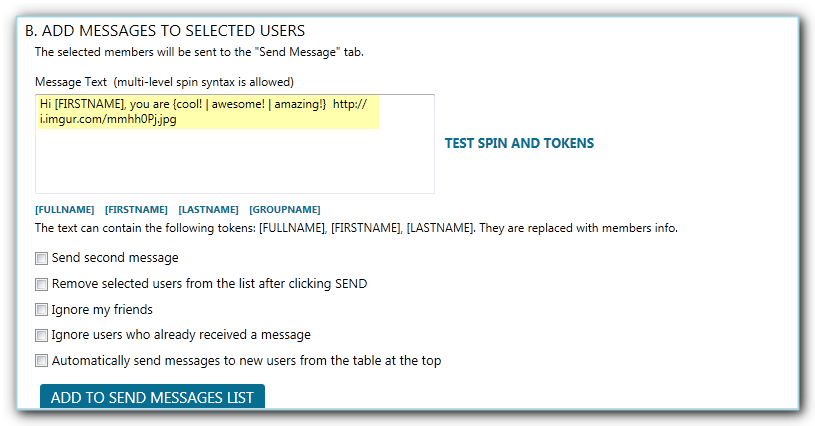 B. ADD MESSAGES TO SELECTED USERS
The selected members will be sent to the "Send Message" tab.
Message Text (multi-level spin syntax is allowed)
Hi [FIRSTNAME], you are {cool! | awesome! | amazing!} http://
i.imgur.com/mmhh0Pj.jpg
TEST SPIN AND TOKENS
[FULLNAME] [FIRSTNAME] [LASTNAME] [GROUPNAME]
The text can contain the following tokens: [FULLNAME], [FIRSTNAME], [LASTNAME]. They are replaced with members info.
Send second message
Remove selected users from the list after clicking SEND
Ignore my friends
Ignore users who already received a message
Automatically send messages to new users from the table at the top
ADD TO SEND MESSAGES LIST